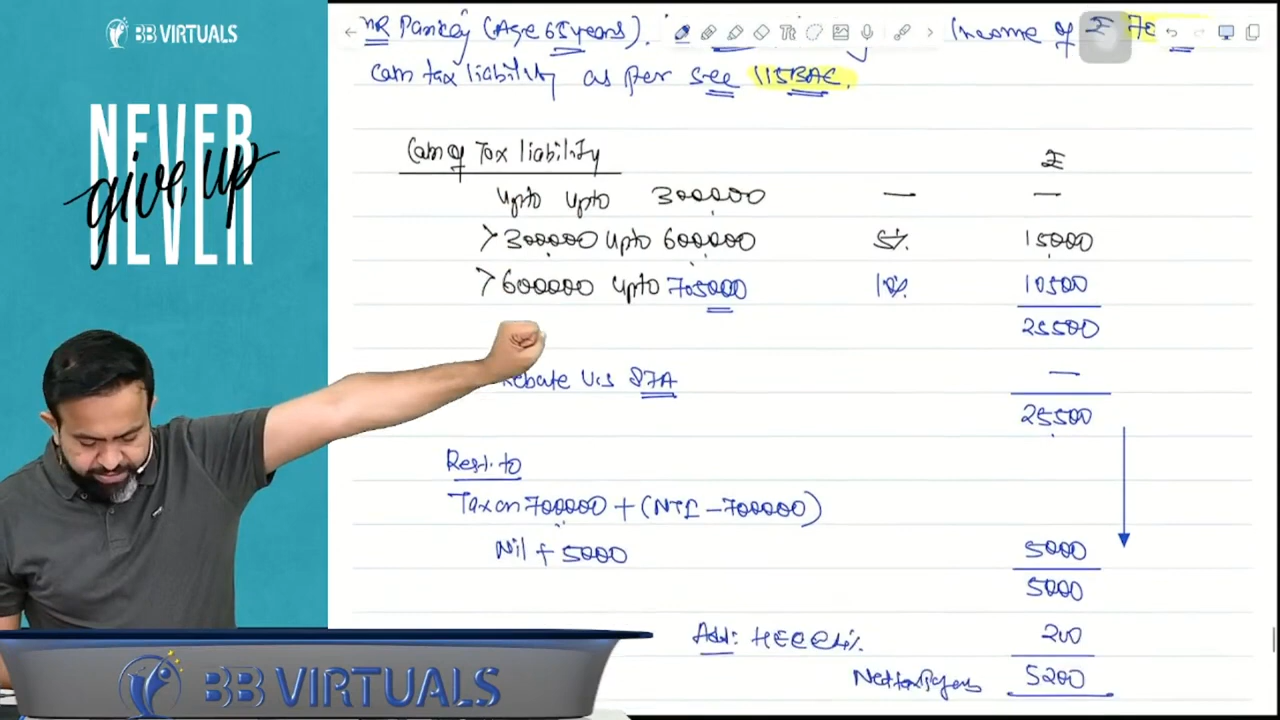 BB VIRTUALS
NEVER
give up
NEVER
MR Pankaj (Age 65 years). Income of ₹ 70
Com tax liability as per sec 115BAC.
Com of Tax liability ₹
upto upto 300000 — —
> 300000 upto 600000 5% 15000
> 600000 upto 705000 10% 10500
25500
Rebate U/s 87A —
25500
Rest. to
Tax on 700000 + (NTI - 700000)
Nil + 5000 5000
5000
Add: HEC @ 4% 200
Net tax Payable 5200
BB VIRTUALS